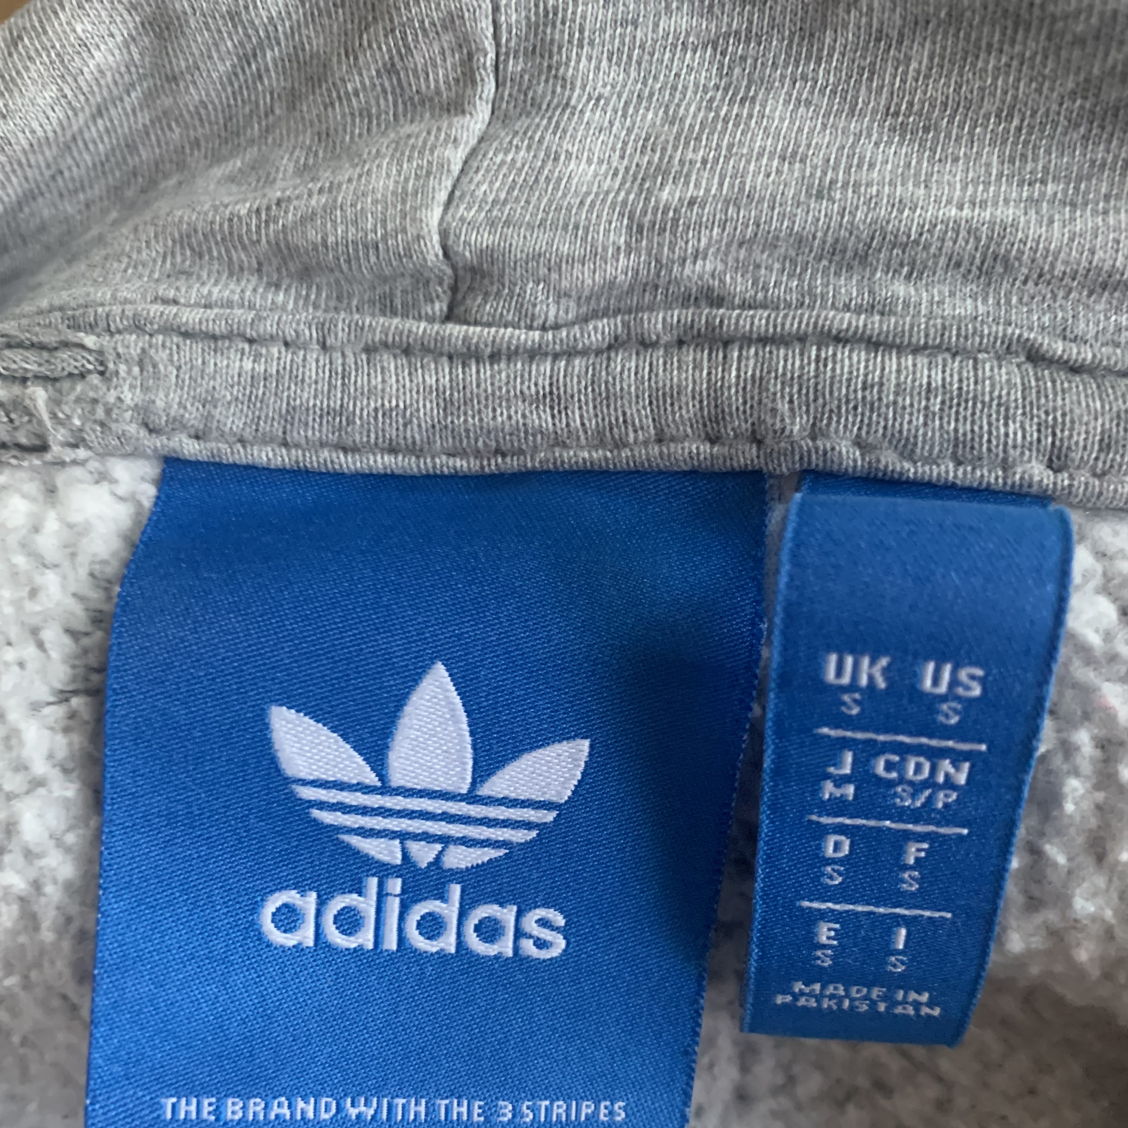 adidas
THE BRAND WITH THE 3 STRIPES
UK US
S S
J CDN
M S/P
D F
S S
E I
S S
MADE IN
PAKISTAN